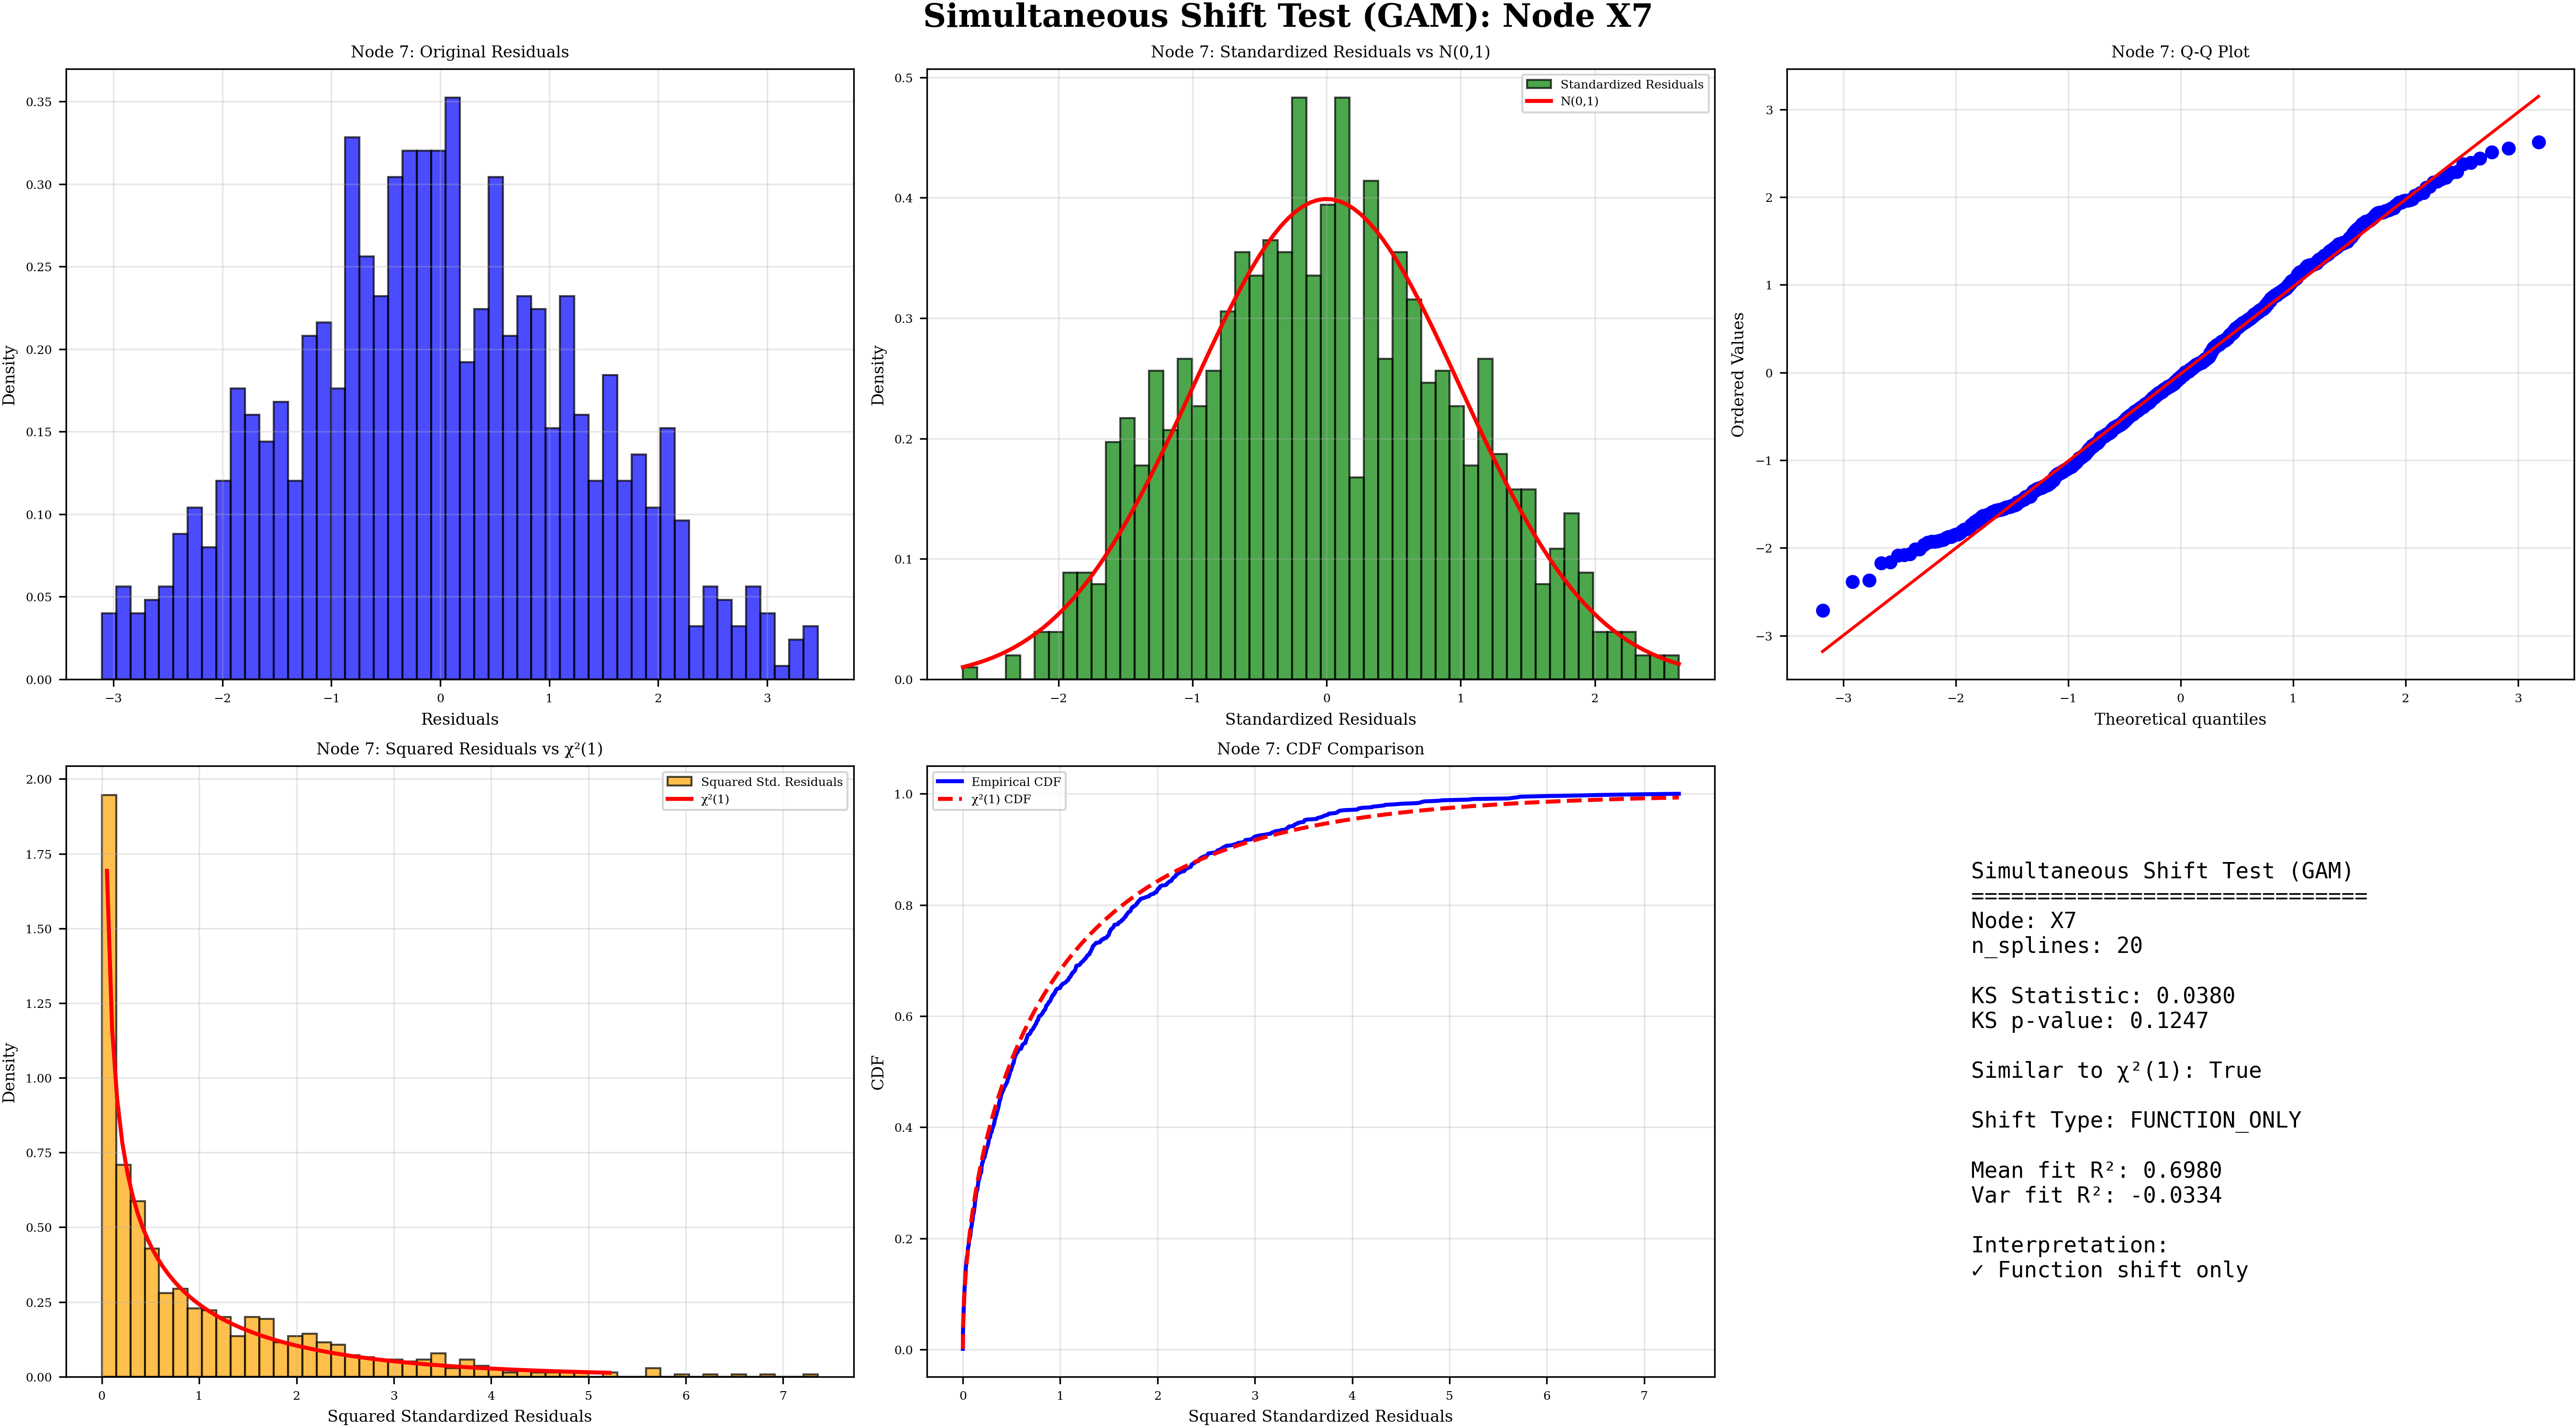 Simultaneous Shift Test (GAM): Node X7
Node 7: Original Residuals
0.35
0.30
0.25
0.20
0.15
0.10
0.05
0.00
Density
−3 −2 −1 0 1 2 3
Residuals
Node 7: Standardized Residuals vs N(0,1)
Standardized Residuals
N(0,1)
0.5
0.4
0.3
0.2
0.1
0.0
Density
−2 −1 0 1 2
Standardized Residuals
Node 7: Q-Q Plot
3
2
1
0
−1
−2
−3
Ordered Values
−3 −2 −1 0 1 2 3
Theoretical quantiles
Node 7: Squared Residuals vs χ²(1)
Squared Std. Residuals
χ²(1)
2.00
1.75
1.50
1.25
1.00
0.75
0.50
0.25
0.00
Density
0 1 2 3 4 5 6 7
Squared Standardized Residuals
Node 7: CDF Comparison
Empirical CDF
χ²(1) CDF
1.0
0.8
0.6
0.4
0.2
0.0
CDF
0 1 2 3 4 5 6 7
Squared Standardized Residuals
Simultaneous Shift Test (GAM)
==============================
Node: X7
n_splines: 20
KS Statistic: 0.0380
KS p-value: 0.1247
Similar to χ²(1): True
Shift Type: FUNCTION_ONLY
Mean fit R²: 0.6980
Var fit R²: -0.0334
Interpretation:
✓ Function shift only